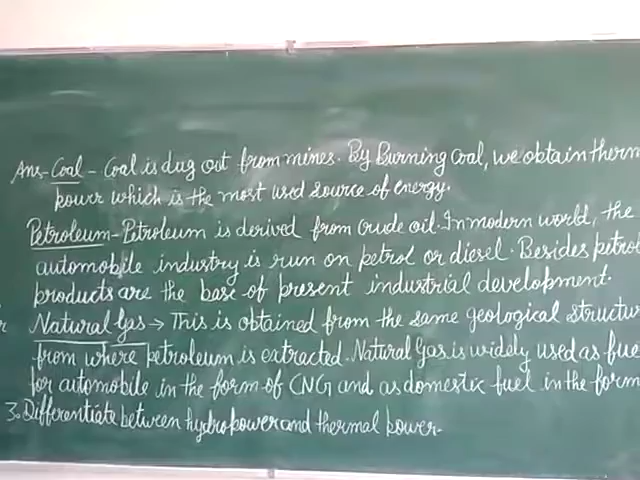 Ans- Coal - Coal is dug out from mines. By Burning Coal, we obtain therm
power which is the most used source of energy.
Petroleum - Petroleum is derived from Crude oil. In modern world, the
automobile industry is run on petrol or diesel. Besides petrol
products are the base of present industrial development.
Natural Gas → This is obtained from the same geological structur
from where petroleum is extracted. Natural Gas is widely used as fue
for automobile in the form of CNG and as domestic fuel in the form
3. Differentiate between hydro power and thermal power.